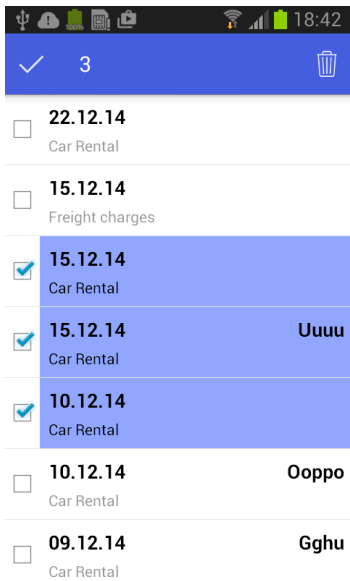 100%
18:42
3
22.12.14
Car Rental
15.12.14
Freight charges
15.12.14
Car Rental
15.12.14 Uuuu
Car Rental
10.12.14
Car Rental
10.12.14 Ooppo
Car Rental
09.12.14 Gghu
Car Rental